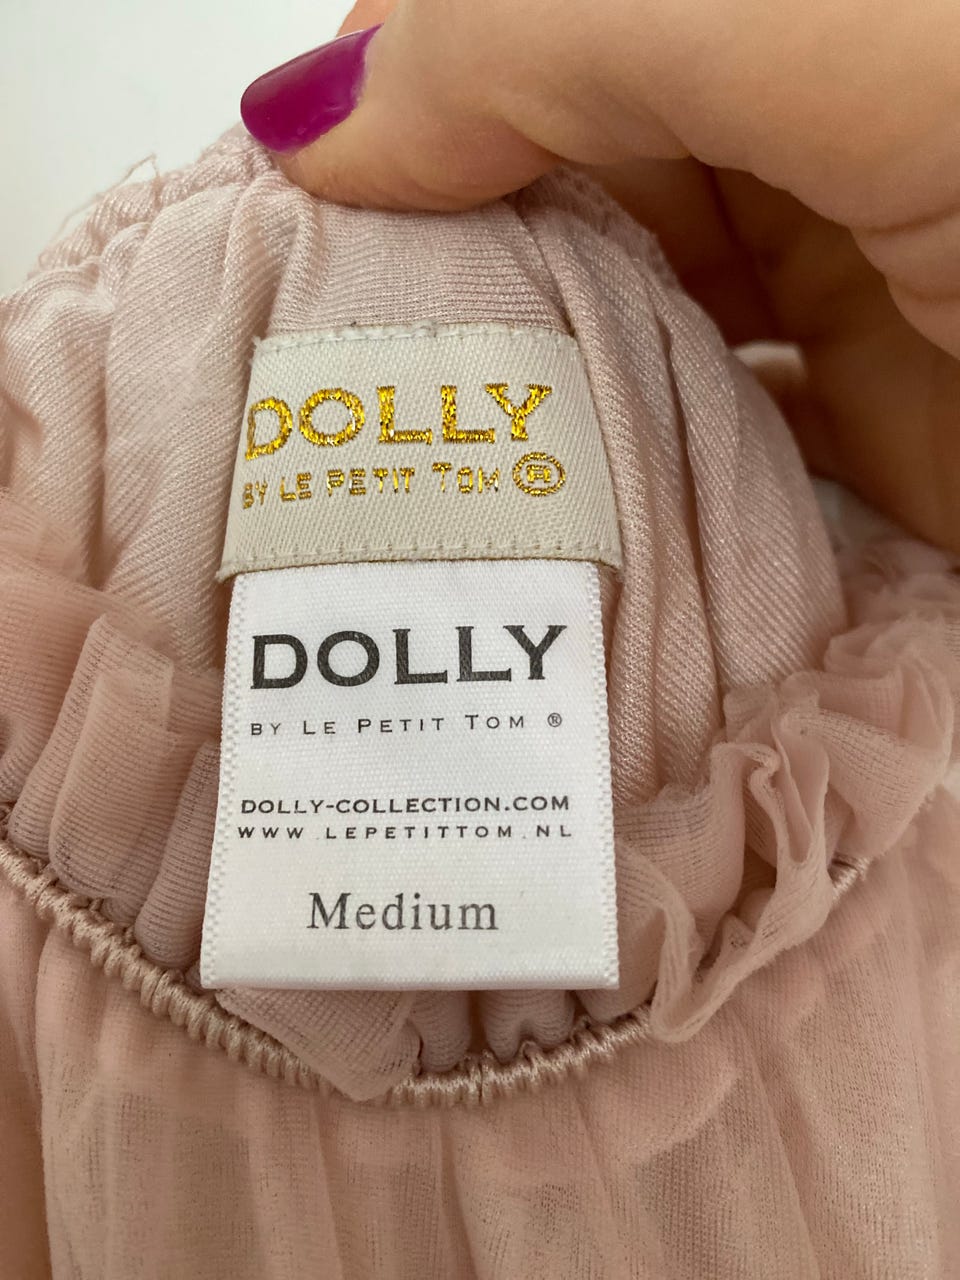 DOLLY
BY LE PETIT TOM ®
DOLLY
BY LE PETIT TOM ®
DOLLY-COLLECTION.COM
WWW.LEPETITTOM.NL
Medium